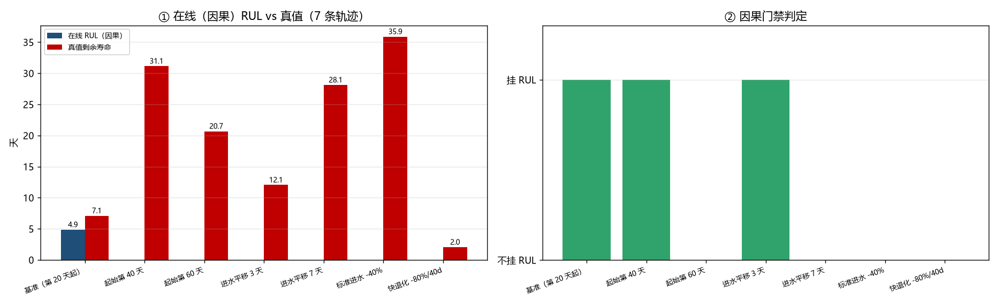 ① 在线（因果）RUL vs 真值（7 条轨迹）
在线 RUL（因果）
真值剩余寿命
天
35
30
25
20
15
10
5
0
4.9
7.1
31.1
20.7
12.1
28.1
35.9
2.0
基准（第 20 天起）
起始第 40 天
起始第 60 天
进水平移 3 天
进水平移 7 天
标准进水 -40%
快退化 -80%/40d
② 因果门禁判定
挂 RUL
不挂 RUL
基准（第 20 天起）
起始第 40 天
起始第 60 天
进水平移 3 天
进水平移 7 天
标准进水 -40%
快退化 -80%/40d